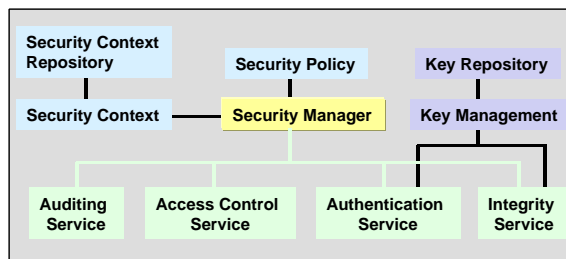 Security Context
Repository
Security Policy
Key Repository
Security Context
Security Manager
Key Management
Auditing
Service
Access Control
Service
Authentication
Service
Integrity
Service